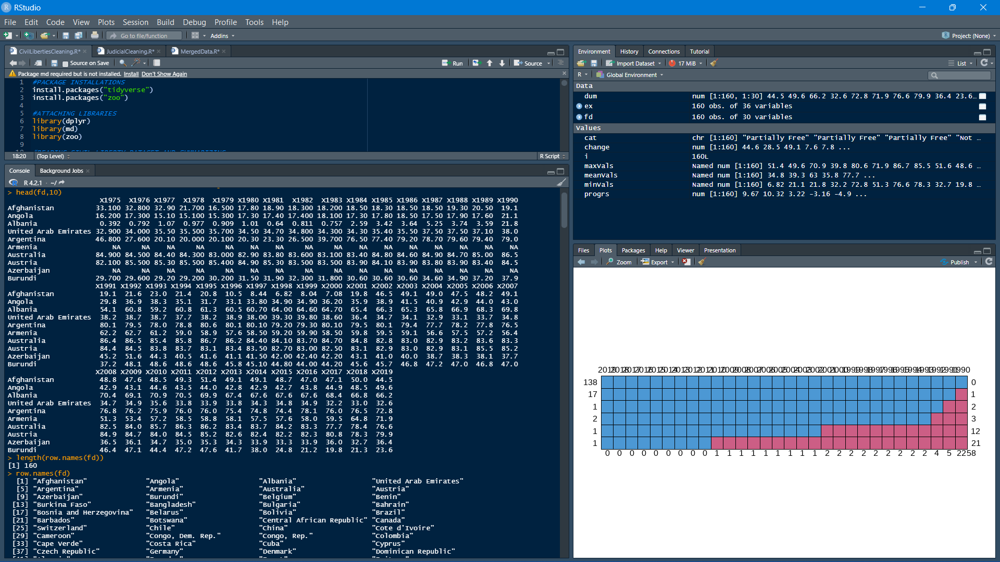 RStudio
File Edit Code View Plots Session Build Debug Profile Tools Help
Go to file/function Addins Project: (None)
CivilLibertiesCleaning.R* JudicialCleaning.R* MergedData.R*
Source on Save Run Source
Package md required but is not installed. Install Don't Show Again
1 #PACKAGE INSTALLATIONS
2 install.packages("tidyverse")
3 install.packages("zoo")
4
5 #ATTACHING LIBRARIES
6 library(dplyr)
7 library(md)
8 library(zoo)
9
18:20 (Top Level) R Script
Console Background Jobs
R 4.2.1 · ~/
> head(fd,10)
X1975 X1976 X1977 X1978 X1979 X1980 X1981 X1982 X1983 X1984 X1985 X1986 X1987 X1988 X1989 X1990
Afghanistan 33.100 32.800 32.90 21.700 16.500 17.80 18.90 18.300 18.200 18.50 18.30 18.50 18.50 19.30 20.50 19.1
Angola 16.200 17.300 15.10 15.100 15.300 17.30 17.40 17.400 18.100 17.30 17.80 18.50 17.50 17.90 17.60 21.1
Albania 0.392 0.792 1.07 0.977 0.909 1.01 0.64 0.811 0.757 2.59 3.42 3.64 5.25 3.74 3.59 21.8
United Arab Emirates 32.900 34.000 35.50 35.500 35.700 34.50 34.70 34.800 34.300 34.30 35.40 35.50 37.50 37.50 37.10 38.0
Argentina 46.800 27.600 20.10 20.000 20.100 20.30 23.30 26.500 39.700 76.50 77.40 79.20 78.70 79.60 79.40 79.0
Armenia NA NA NA NA NA NA NA NA NA NA NA NA NA NA NA NA
Australia 84.900 84.500 84.40 84.300 83.000 82.90 83.80 83.600 83.100 83.40 84.80 84.60 84.90 84.70 85.00 86.5
Austria 82.100 85.500 85.30 85.500 85.400 84.90 85.30 83.500 83.500 83.90 84.10 83.90 83.80 83.90 83.40 84.5
Azerbaijan NA NA NA NA NA NA NA NA NA NA NA NA NA NA NA NA
Burundi 29.700 29.600 29.20 29.200 30.200 31.50 31.90 32.300 31.800 30.60 30.60 30.60 34.60 34.90 37.20 37.9
X1991 X1992 X1993 X1994 X1995 X1996 X1997 X1998 X1999 X2000 X2001 X2002 X2003 X2004 X2005 X2006 X2007
Afghanistan 19.1 21.6 23.0 21.4 20.8 10.5 8.44 6.82 8.04 7.08 19.8 46.5 49.1 49.0 47.5 48.2 49.1
Angola 29.8 36.9 38.3 35.1 31.7 33.1 33.80 34.90 34.90 36.20 35.9 38.9 41.5 40.9 42.9 44.0 43.0
Albania 54.1 60.8 59.2 60.8 61.3 60.5 60.70 64.00 64.60 64.70 65.4 66.3 65.3 65.8 66.9 68.3 69.8
United Arab Emirates 38.2 38.7 38.7 37.7 38.2 38.9 38.00 39.30 39.80 38.60 36.4 34.7 34.1 32.9 33.1 33.7 34.8
Argentina 80.1 79.5 78.0 78.8 80.6 80.1 80.10 79.20 79.30 80.10 79.5 80.1 79.4 77.7 78.2 77.8 76.5
Armenia 62.2 62.7 61.2 59.0 58.9 57.6 58.50 59.20 59.90 58.50 59.8 59.5 59.1 56.6 57.5 57.2 56.4
Australia 86.4 86.5 85.4 85.8 86.7 86.2 84.40 84.10 83.70 84.70 84.8 82.8 83.0 82.9 83.2 83.6 83.3
Austria 84.4 84.5 83.8 83.7 83.1 83.4 83.50 82.70 83.00 82.50 83.1 82.9 83.0 82.9 83.1 85.5 85.2
Azerbaijan 45.2 51.6 44.3 40.5 41.6 41.1 41.50 42.00 42.40 42.20 43.1 41.0 40.0 38.7 38.3 38.1 37.7
Burundi 37.2 48.1 48.6 48.6 48.6 45.8 45.10 44.80 44.00 44.20 45.6 45.7 46.8 47.2 47.0 46.8 47.0
X2008 X2009 X2010 X2011 X2012 X2013 X2014 X2015 X2016 X2017 X2018 X2019
Afghanistan 48.8 47.6 48.5 49.3 51.4 49.1 49.1 48.7 47.0 47.1 50.0 44.5
Angola 42.9 43.1 44.6 43.5 44.0 42.8 42.9 42.7 43.8 44.9 48.5 49.6
Albania 70.4 69.1 70.9 70.5 69.9 67.4 67.6 67.6 67.6 68.4 66.8 66.2
United Arab Emirates 34.7 34.9 35.6 33.8 33.9 33.8 34.3 34.8 34.9 32.2 33.0 32.6
Argentina 76.8 76.2 75.9 76.0 76.0 75.4 74.8 74.4 78.1 76.0 76.5 72.8
Armenia 51.3 53.4 57.2 58.5 58.8 58.1 57.5 57.6 58.0 59.5 64.8 71.9
Australia 82.5 84.0 85.7 86.3 86.2 83.4 83.7 84.2 83.3 77.7 78.4 76.6
Austria 84.9 84.7 84.0 84.5 85.2 82.6 82.4 82.2 82.3 80.8 78.3 79.9
Azerbaijan 36.5 36.1 34.7 35.0 35.3 34.3 33.9 33.3 33.9 36.0 32.7 36.4
Burundi 46.4 47.1 44.4 47.2 47.6 41.7 38.0 24.8 21.2 19.8 21.3 23.6
> length(row.names(fd))
[1] 160
> row.names(fd)
[1] "Afghanistan" "Angola" "Albania" "United Arab Emirates"
[5] "Argentina" "Armenia" "Australia" "Austria"
[9] "Azerbaijan" "Burundi" "Belgium" "Benin"
[13] "Burkina Faso" "Bangladesh" "Bulgaria" "Bahrain"
[17] "Bosnia and Herzegovina" "Belarus" "Bolivia" "Brazil"
[21] "Barbados" "Botswana" "Central African Republic" "Canada"
[25] "Switzerland" "Chile" "China" "Cote d'Ivoire"
[29] "Cameroon" "Congo, Dem. Rep." "Congo, Rep." "Colombia"
[33] "Cape Verde" "Costa Rica" "Cuba" "Cyprus"
[37] "Czech Republic" "Germany" "Denmark" "Dominican Republic"
Environment History Connections Tutorial
Import Dataset 17 MiB List
R Global Environment
Data
dum num [1:160, 1:30] 44.5 49.6 66.2 32.6 72.8 71.9 76.6 79.9 36.4 23.6…
ex 160 obs. of 36 variables
fd 160 obs. of 30 variables
Values
cat chr [1:160] "Partially Free" "Partially Free" "Partially Free" "Not …
change num [1:160] 44.6 28.5 49.1 7.6 7.8 ...
i 160L
maxVals Named num [1:160] 51.4 49.6 70.9 39.8 80.6 71.9 86.7 85.5 51.6 48.6 …
meanVals Named num [1:160] 34.8 39.3 63 35.8 77.7 ...
minVals Named num [1:160] 6.82 21.1 21.8 32.2 72.8 51.3 76.6 78.3 32.7 19.8 …
progrs num [1:160] 9.67 10.32 3.22 -3.16 -4.9 ...
Files Plots Packages Help Viewer Presentation
Zoom Export Publish
138 0
17 1
1 2
2 3
1 12
1 21
0 0 0 0 0 0 0 0 0 1 1 1 1 1 1 1 1 1 2 2 2 2 2 2 2 2 2 4 5 22 58